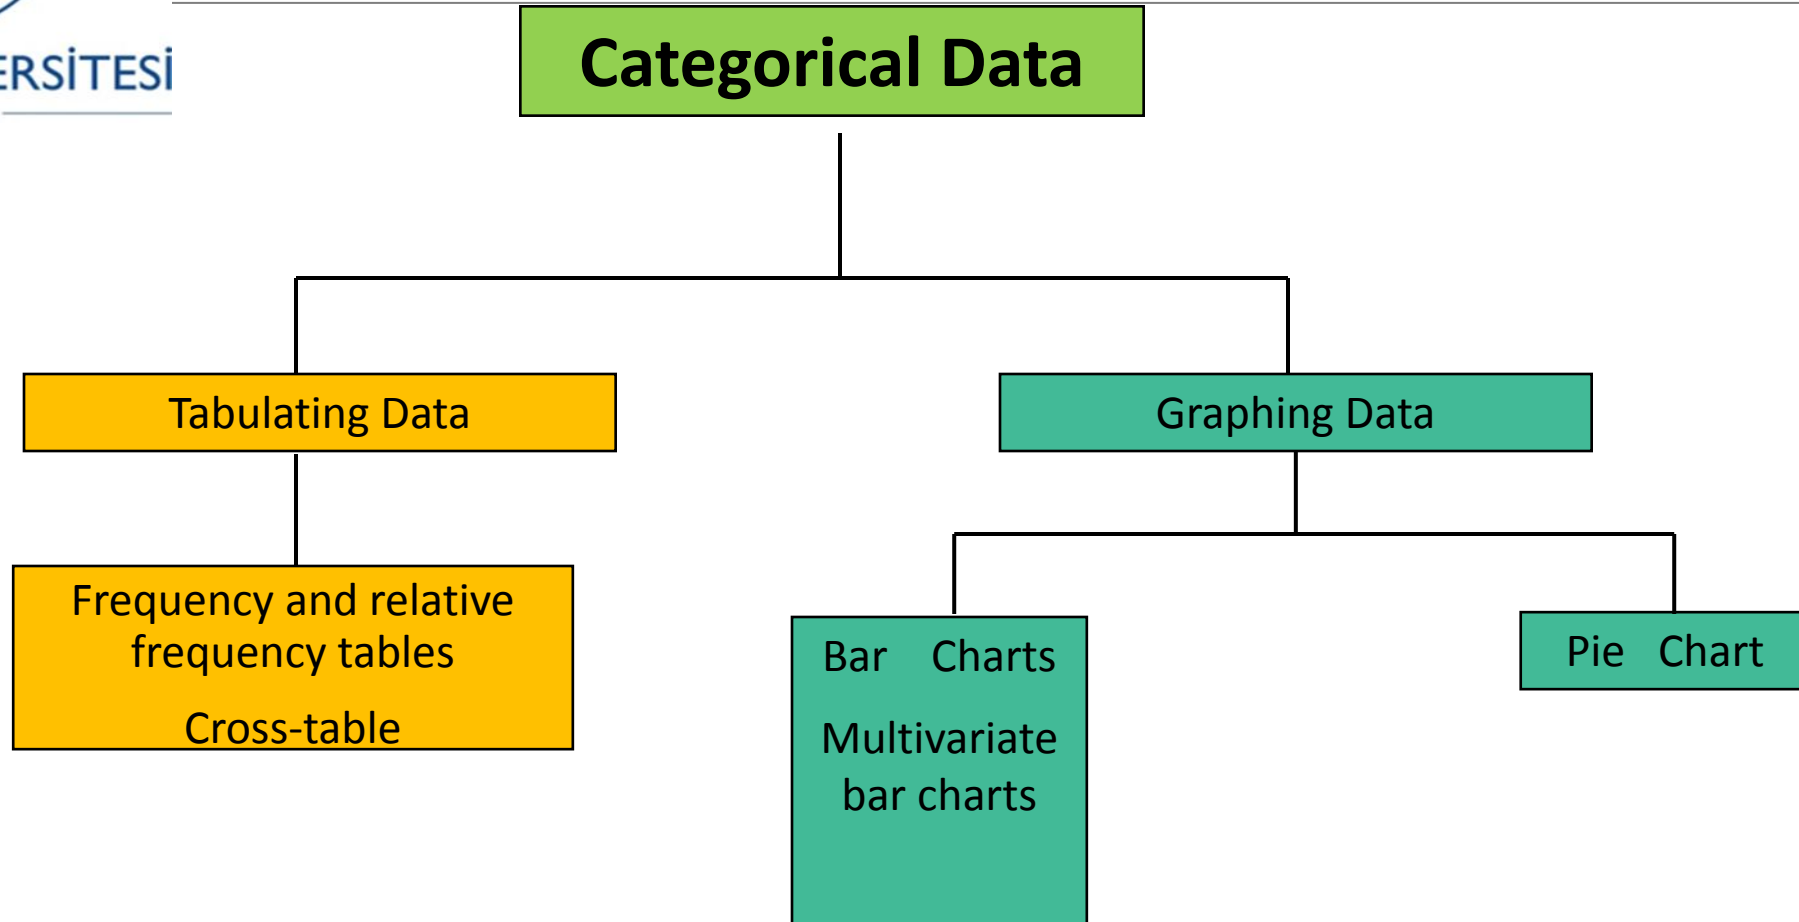 ERSİTESİ
Categorical Data
Tabulating Data
Graphing Data
Frequency and relative
frequency tables
Cross-table
Bar Charts
Multivariate
bar charts
Pie Chart